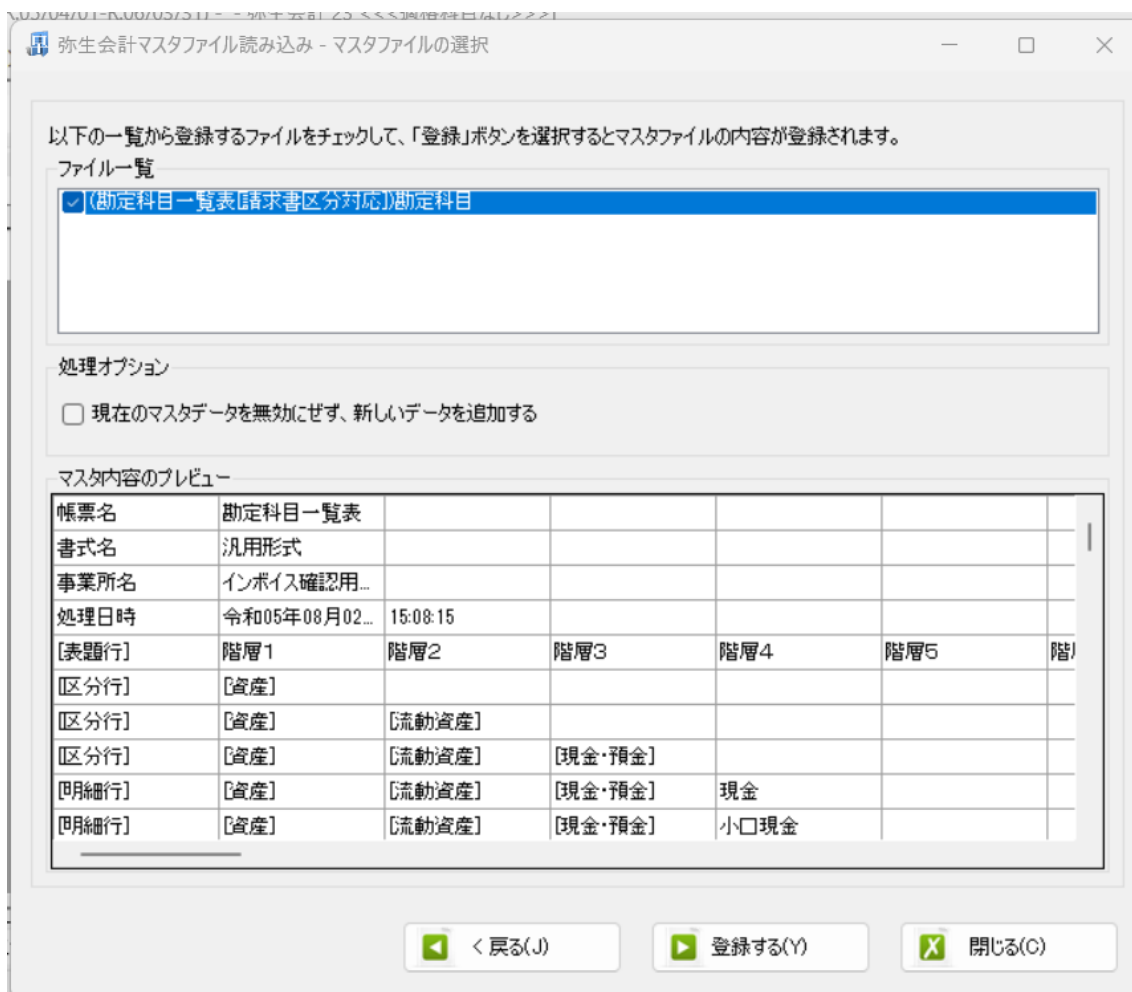 弥生会計マスタファイル読み込み - マスタファイルの選択
以下の一覧から登録するファイルをチェックして、「登録」ボタンを選択するとマスタファイルの内容が登録されます。
ファイル一覧
(勘定科目一覧表[請求書区分対応])勘定科目
処理オプション
現在のマスタデータを無効にぜず、新しいデータを追加する
マスタ内容のプレビュー
帳票名 勘定科目一覧表
書式名 汎用形式
事業所名 インボイス確認用...
処理日時 令和05年08月02... 15:08:15
[表題行] 階層1 階層2 階層3 階層4 階層5
[区分行] [資産]
[区分行] [資産] [流動資産]
[区分行] [資産] [流動資産] [現金・預金]
[明細行] [資産] [流動資産] [現金・預金] 現金
[明細行] [資産] [流動資産] [現金・預金] 小口現金
< 戻る(J) 登録する(Y) 閉じる(C)